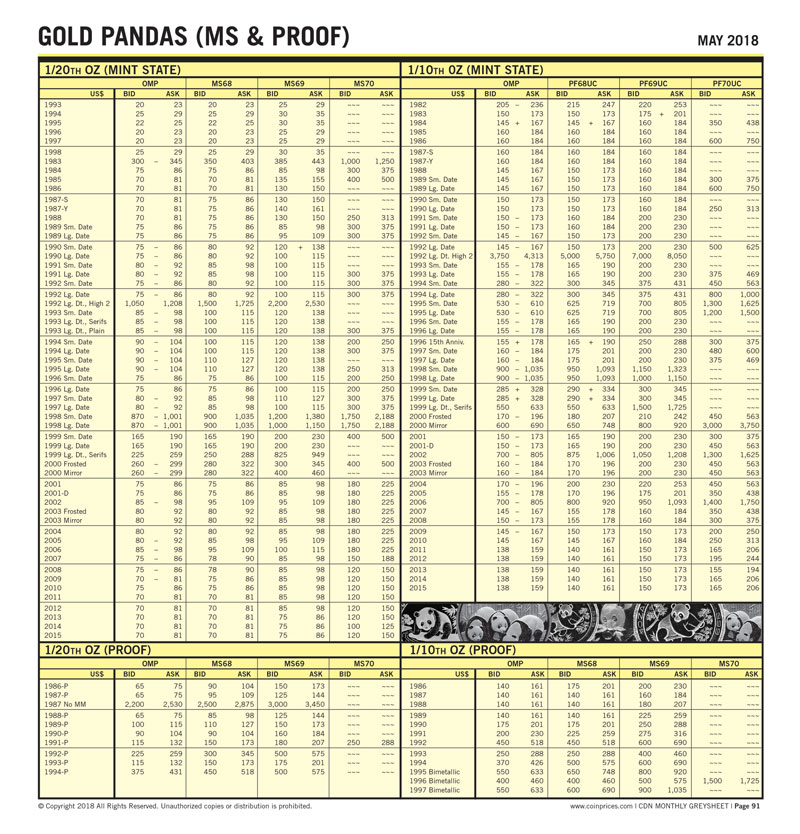 GOLD PANDAS (MS & PROOF)
MAY 2018
1/20TH OZ (MINT STATE)
OMP MS68 MS69 MS70
US$ BID ASK BID ASK BID ASK BID ASK
1993 20 23 20 23 25 29 ~~~ ~~~
1994 25 29 25 29 30 35 ~~~ ~~~
1995 22 25 22 25 30 35 ~~~ ~~~
1996 20 23 20 23 25 29 ~~~ ~~~
1997 20 23 20 23 25 29 ~~~ ~~~
1998 25 29 25 29 30 35 ~~~ ~~~
1983 300 – 345 350 403 385 443 1,000 1,250
1984 75 86 75 86 85 98 300 375
1985 70 81 70 81 135 155 400 500
1986 70 81 70 81 130 150 ~~~ ~~~
1987-S 70 81 75 86 130 150 ~~~ ~~~
1987-Y 70 81 75 86 140 161 ~~~ ~~~
1988 70 81 75 86 130 150 250 313
1989 Sm. Date 75 86 75 86 85 98 300 375
1989 Lg. Date 75 86 75 86 95 109 300 375
1990 Sm. Date 75 – 86 80 92 120 + 138 ~~~ ~~~
1990 Lg. Date 75 – 86 80 92 100 115 ~~~ ~~~
1991 Sm. Date 80 – 92 85 98 100 115 ~~~ ~~~
1991 Lg. Date 80 – 92 85 98 100 115 300 375
1992 Sm. Date 75 – 86 80 92 100 115 300 375
1992 Lg. Date 75 – 86 80 92 100 115 300 375
1992 Lg. Dt., High 2 1,050 1,208 1,500 1,725 2,200 2,530 ~~~ ~~~
1993 Sm. Date 85 – 98 100 115 120 138 ~~~ ~~~
1993 Lg. Dt., Serifs 85 – 98 100 115 120 138 ~~~ ~~~
1993 Lg. Dt., Plain 85 – 98 100 115 120 138 300 375
1994 Sm. Date 90 – 104 100 115 120 138 200 250
1994 Lg. Date 90 – 104 100 115 120 138 300 375
1995 Sm. Date 90 – 104 110 127 120 138 ~~~ ~~~
1995 Lg. Date 90 – 104 110 127 120 138 250 313
1996 Sm. Date 75 86 75 86 100 115 200 250
1996 Lg. Date 75 86 75 86 100 115 200 250
1997 Sm. Date 80 – 92 85 98 110 127 300 375
1997 Lg. Date 80 – 92 85 98 100 115 300 375
1998 Sm. Date 870 – 1,001 900 1,035 1,200 1,380 1,750 2,188
1998 Lg. Date 870 – 1,001 900 1,035 1,000 1,150 1,750 2,188
1999 Sm. Date 165 190 165 190 200 230 400 500
1999 Lg. Date 165 190 165 190 200 230 ~~~ ~~~
1999 Lg. Dt., Serifs 225 259 250 288 825 949 ~~~ ~~~
2000 Frosted 260 – 299 280 322 300 345 400 500
2000 Mirror 260 – 299 280 322 400 460 ~~~ ~~~
2001 75 86 75 86 85 98 180 225
2001-D 75 86 75 86 85 98 180 225
2002 85 – 98 95 109 95 109 180 225
2003 Frosted 80 92 80 92 85 98 180 225
2003 Mirror 80 92 80 92 85 98 180 225
2004 80 92 80 92 85 98 180 225
2005 80 – 92 85 98 95 109 180 225
2006 85 – 98 95 109 100 115 180 225
2007 75 – 86 78 90 85 98 150 188
2008 75 – 86 78 90 85 98 120 150
2009 70 – 81 75 86 85 98 120 150
2010 75 86 75 86 85 98 120 150
2011 70 81 70 81 85 98 120 150
2012 70 81 70 81 85 98 120 150
2013 70 81 70 81 75 86 120 150
2014 70 81 70 81 75 86 100 125
2015 70 81 70 81 75 86 120 150
1/10TH OZ (MINT STATE)
OMP PF68UC PF69UC PF70UC
US$ BID ASK BID ASK BID ASK BID ASK
1982 205 – 236 215 247 220 253 ~~~ ~~~
1983 150 173 150 173 175 + 201 ~~~ ~~~
1984 145 + 167 145 + 167 160 184 350 438
1985 160 184 160 184 160 184 ~~~ ~~~
1986 160 184 160 184 160 184 600 750
1987-S 160 184 160 184 160 184 ~~~ ~~~
1987-Y 160 184 160 184 160 184 ~~~ ~~~
1988 145 167 150 173 160 184 ~~~ ~~~
1989 Sm. Date 145 167 150 173 160 184 300 375
1989 Lg. Date 145 167 150 173 160 184 600 750
1990 Sm. Date 150 173 150 173 160 184 ~~~ ~~~
1990 Lg. Date 150 173 150 173 160 184 250 313
1991 Sm. Date 150 – 173 160 184 200 230 ~~~ ~~~
1991 Lg. Date 150 – 173 160 184 200 230 ~~~ ~~~
1992 Sm. Date 145 – 167 150 173 200 230 ~~~ ~~~
1992 Lg. Date 145 – 167 150 173 200 230 500 625
1992 Lg. Dt. High 2 3,750 4,313 5,000 5,750 7,000 8,050 ~~~ ~~~
1993 Sm. Date 155 – 178 165 190 200 230 ~~~ ~~~
1993 Lg. Date 155 – 178 165 190 200 230 375 469
1994 Sm. Date 280 – 322 300 345 375 431 450 563
1994 Lg. Date 280 – 322 300 345 375 431 800 1,000
1995 Sm. Date 530 – 610 625 719 700 805 1,300 1,625
1995 Lg. Date 530 – 610 625 719 700 805 1,200 1,500
1996 Sm. Date 155 – 178 165 190 200 230 ~~~ ~~~
1996 Lg. Date 155 – 178 165 190 200 230 ~~~ ~~~
1996 15th Anniv. 155 + 178 165 + 190 250 288 300 375
1997 Sm. Date 160 – 184 175 201 200 230 480 600
1997 Lg. Date 160 – 184 175 201 200 230 375 469
1998 Sm. Date 900 – 1,035 950 1,093 1,150 1,323 ~~~ ~~~
1998 Lg. Date 900 – 1,035 950 1,093 1,000 1,150 ~~~ ~~~
1999 Sm. Date 285 + 328 290 + 334 300 345 ~~~ ~~~
1999 Lg. Date 285 + 328 290 + 334 300 345 ~~~ ~~~
1999 Lg. Dt., Serifs 550 633 550 633 1,500 1,725 ~~~ ~~~
2000 Frosted 170 – 196 180 207 210 242 450 563
2000 Mirror 600 690 650 748 800 920 3,000 3,750
2001 150 – 173 165 190 200 230 300 375
2001-D 150 – 173 165 190 200 230 450 563
2002 700 – 805 875 1,006 1,050 1,208 1,300 1,625
2003 Frosted 160 – 184 170 196 200 230 450 563
2003 Mirror 160 – 184 170 196 200 230 450 563
2004 170 – 196 200 230 220 253 450 563
2005 155 – 178 170 196 175 201 350 438
2006 700 – 805 800 920 950 1,093 1,400 1,750
2007 145 – 167 155 178 160 184 350 438
2008 150 – 173 155 178 160 184 300 375
2009 145 – 167 150 173 150 173 200 250
2010 145 167 145 167 160 184 250 313
2011 138 159 140 161 150 173 165 206
2012 138 159 140 161 150 173 195 244
2013 138 159 140 161 150 173 155 194
2014 138 159 140 161 150 173 165 206
2015 138 159 140 161 150 173 165 206
1/20TH OZ (PROOF)
OMP MS68 MS69 MS70
US$ BID ASK BID ASK BID ASK BID ASK
1986-P 65 75 90 104 150 173 ~~~ ~~~
1987-P 65 75 95 109 125 144 ~~~ ~~~
1987 No MM 2,200 2,530 2,500 2,875 3,000 3,450 ~~~ ~~~
1988-P 65 75 85 98 125 144 ~~~ ~~~
1989-P 100 115 110 127 150 173 ~~~ ~~~
1990-P 90 104 90 104 160 184 ~~~ ~~~
1991-P 115 132 150 173 180 207 250 288
1992-P 225 259 300 345 500 575 ~~~ ~~~
1993-P 115 132 150 173 175 201 ~~~ ~~~
1994-P 375 431 450 518 500 575 ~~~ ~~~
1/10TH OZ (PROOF)
OMP MS68 MS69 MS70
US$ BID ASK BID ASK BID ASK BID ASK
1986 140 161 175 201 200 230 ~~~ ~~~
1987 140 161 140 161 160 184 ~~~ ~~~
1988 140 161 140 161 180 207 ~~~ ~~~
1989 140 161 140 161 225 259 ~~~ ~~~
1990 175 201 175 201 250 288 ~~~ ~~~
1991 200 230 225 259 275 316 ~~~ ~~~
1992 450 518 450 518 600 690 ~~~ ~~~
1993 250 288 250 288 400 460 ~~~ ~~~
1994 370 426 500 575 600 690 ~~~ ~~~
1995 Bimetallic 550 633 650 748 800 920 ~~~ ~~~
1996 Bimetallic 400 460 400 460 500 575 1,500 1,725
1997 Bimetallic 550 633 600 690 900 1,035 ~~~ ~~~
© Copyright 2018 All Rights Reserved. Unauthorized copies or distribution is prohibited.
www.coinprices.com | CDN MONTHLY GREYSHEET | Page 91